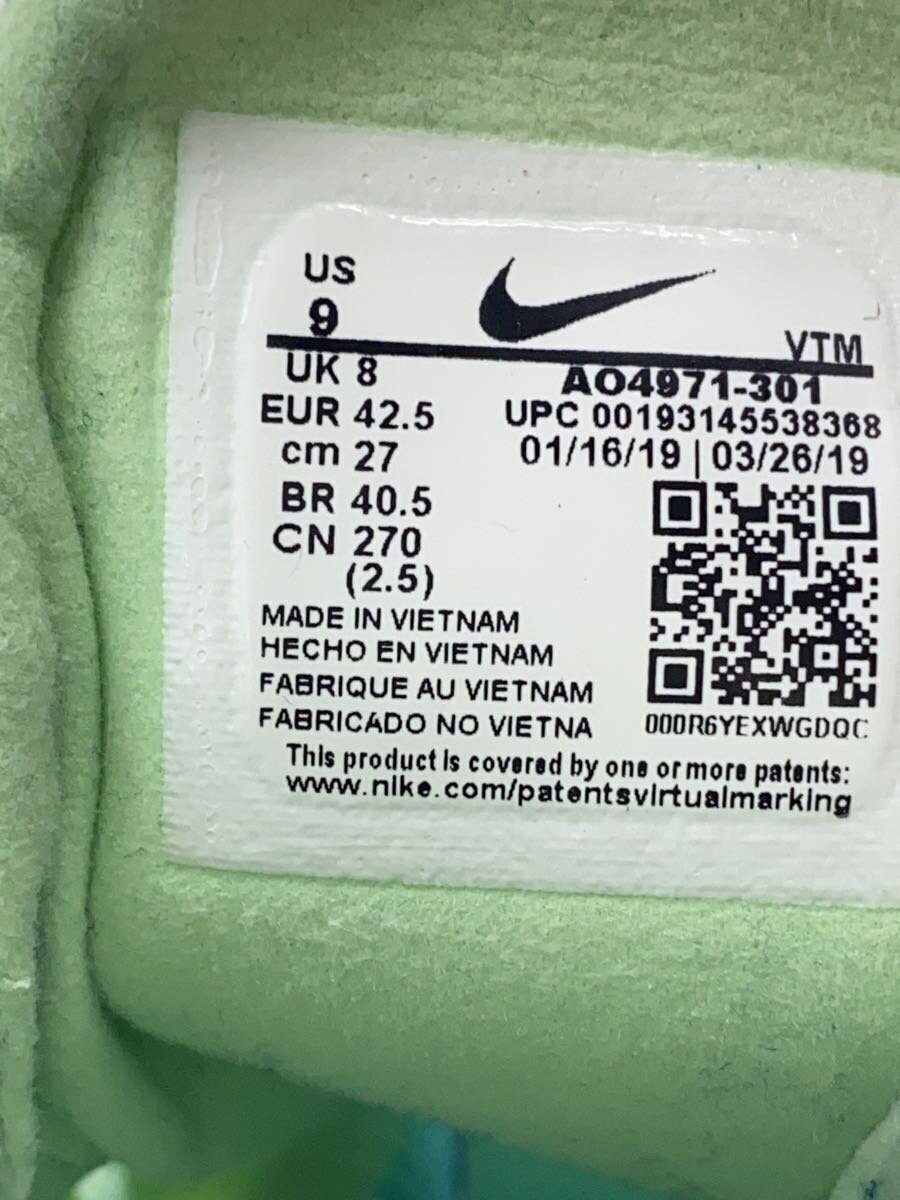 US
9
VTM
UK 8
AO4971-301
EUR 42.5
UPC 00193145538368
cm 27
01/16/19 | 03/26/19
BR 40.5
CN 270
(2.5)
MADE IN VIETNAM
HECHO EN VIETNAM
FABRIQUE AU VIETNAM
FABRICADO NO VIETNA
000R6YEXWGDQC
This product is covered by one or more patents:
www.nike.com/patentsvirtualmarking